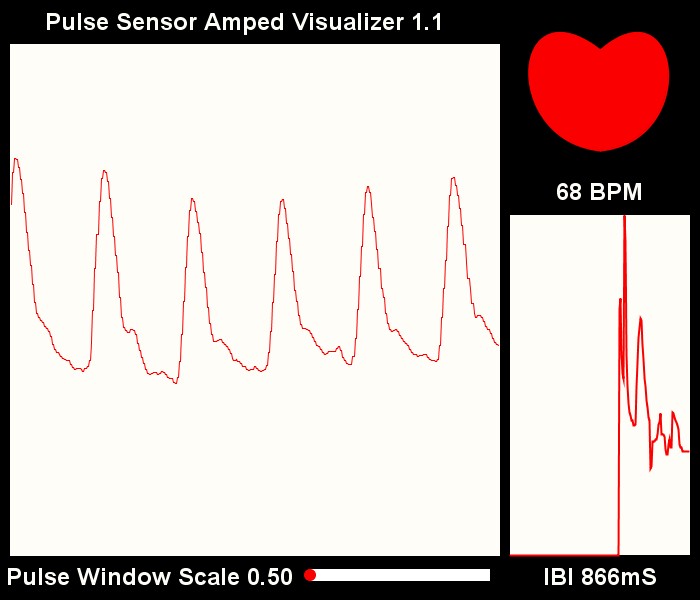 Pulse Sensor Amped Visualizer 1.1
68 BPM
Pulse Window Scale 0.50
IBI 866mS